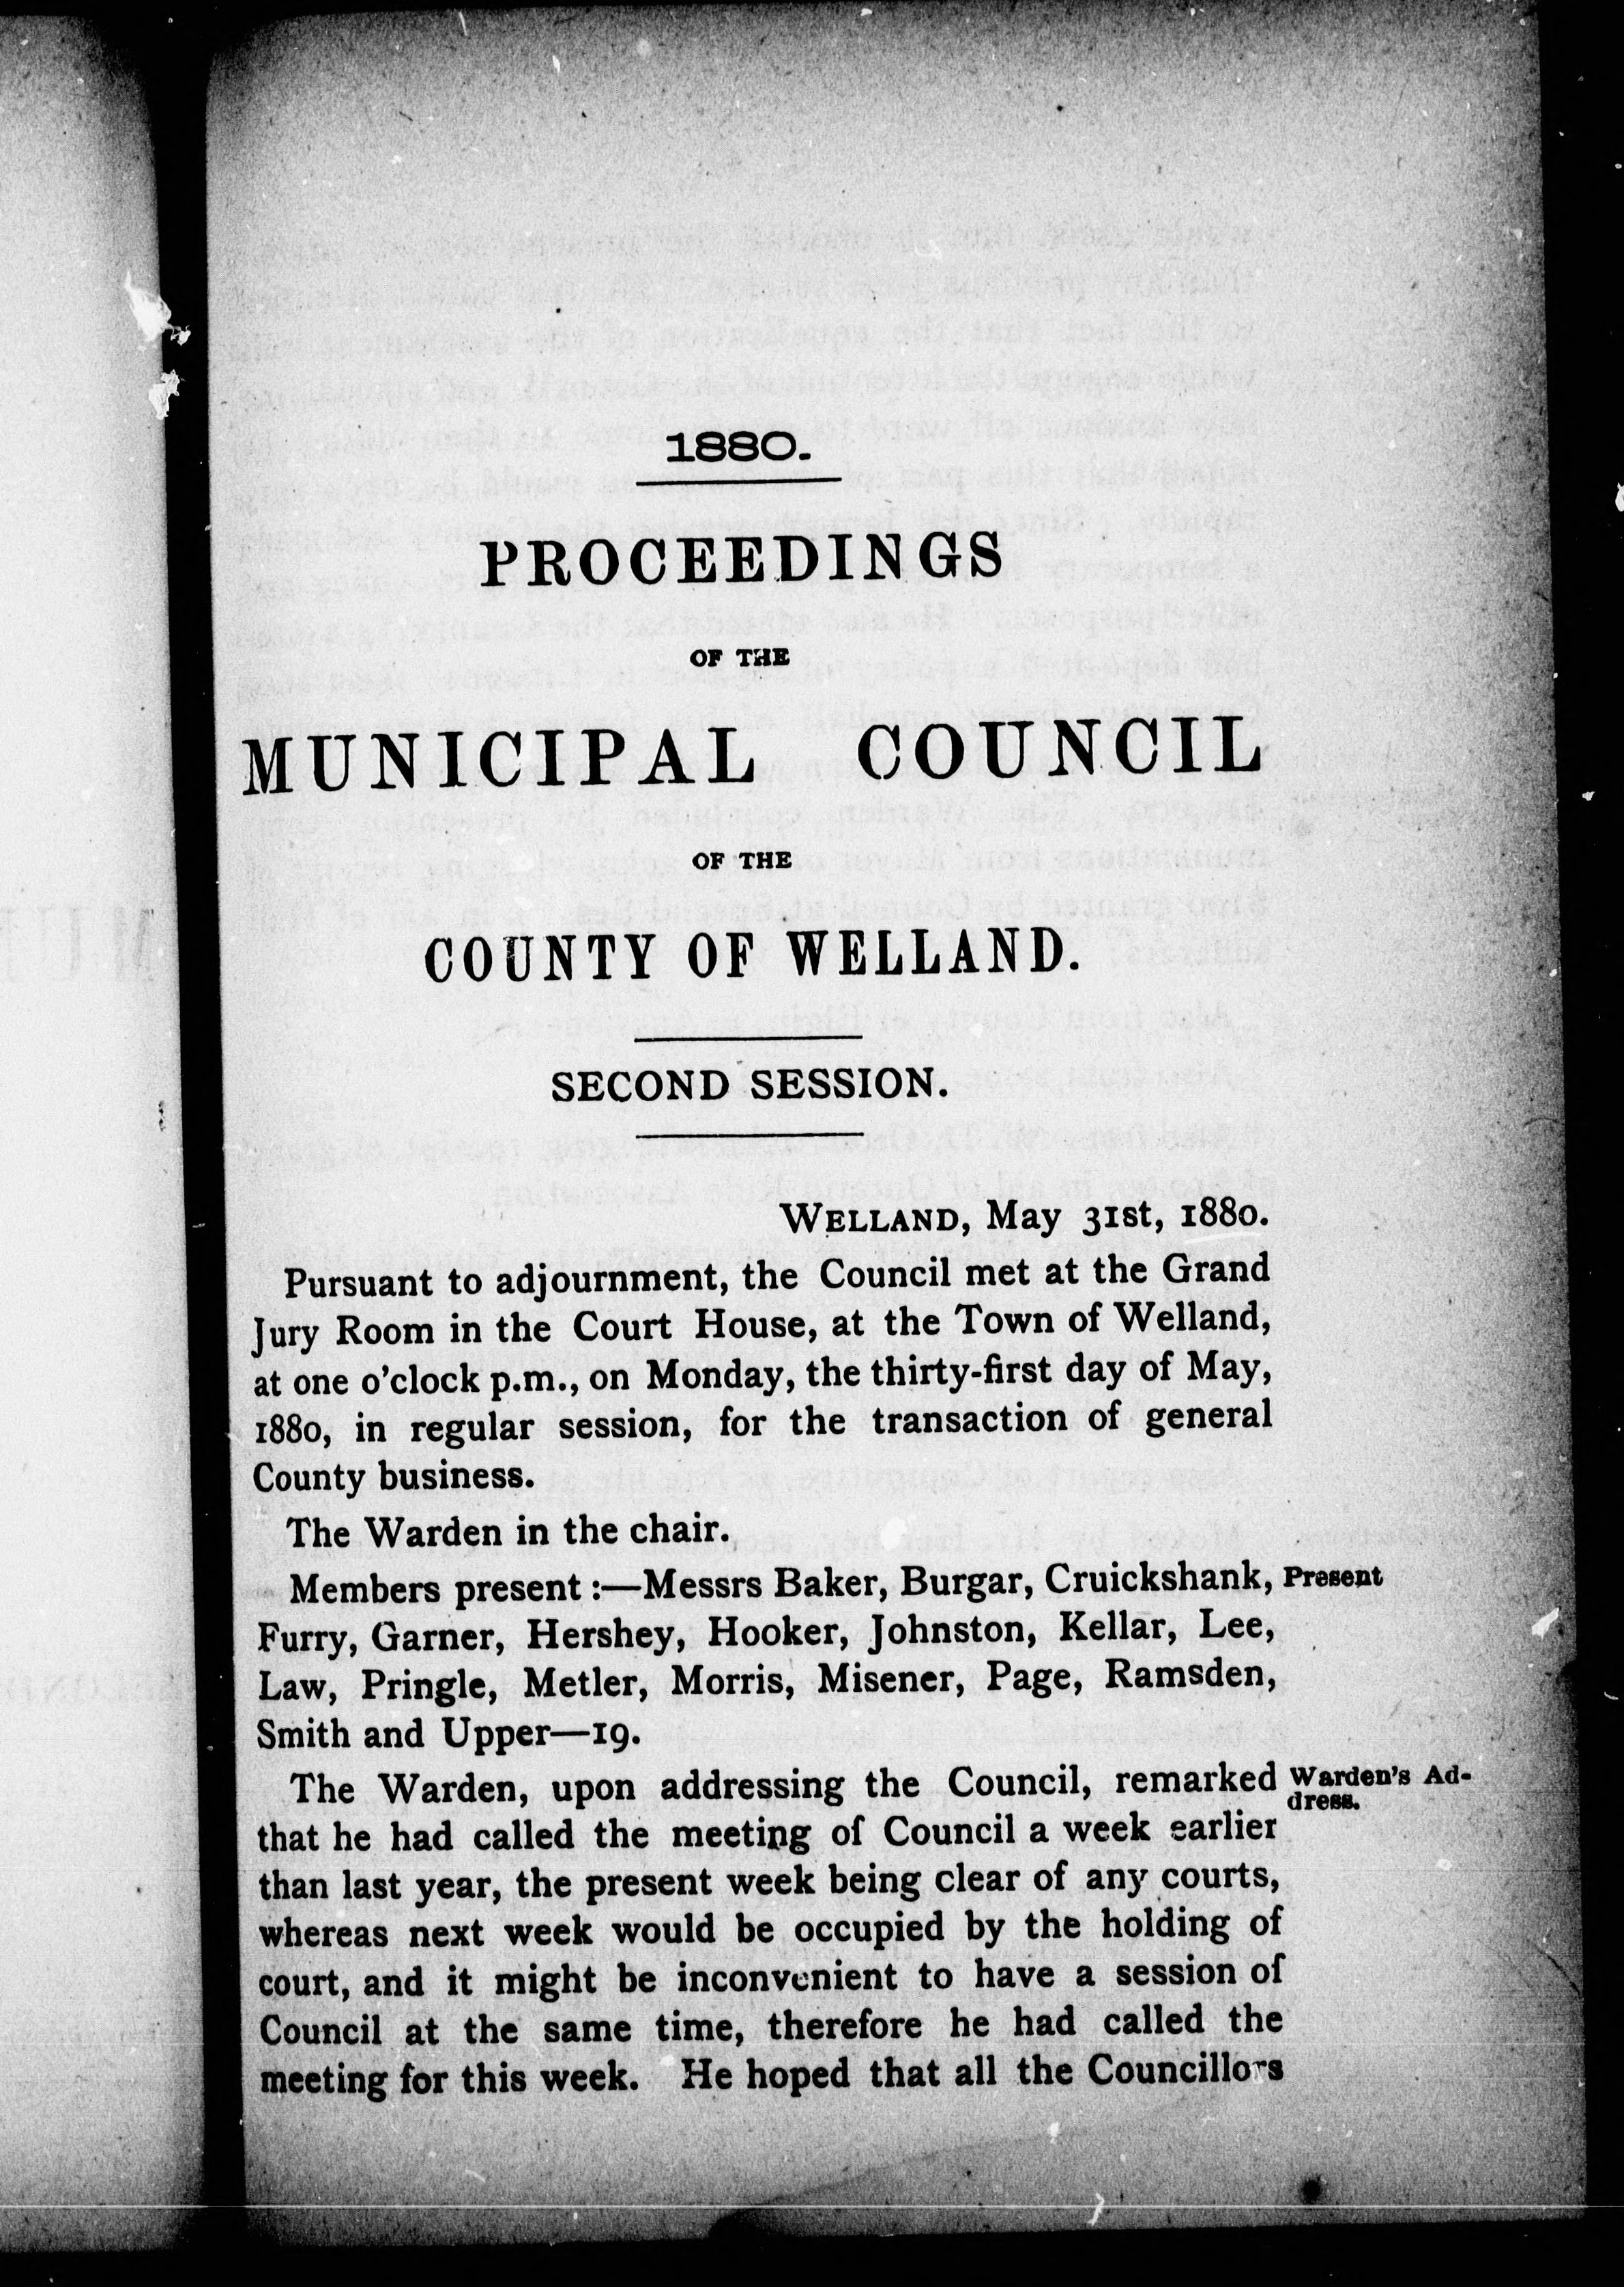 1880.
PROCEEDINGS
OF THE
MUNICIPAL COUNCIL
OF THE
COUNTY OF WELLAND.
SECOND SESSION.
WELLAND, May 31st, 1880.
Pursuant to adjournment, the Council met at the Grand
Jury Room in the Court House, at the Town of Welland,
at one o'clock p.m., on Monday, the thirty-first day of May,
1880, in regular session, for the transaction of general
County business.
The Warden in the chair.
Members present :—Messrs Baker, Burgar, Cruickshank, Present
Furry, Garner, Hershey, Hooker, Johnston, Kellar, Lee,
Law, Pringle, Metler, Morris, Misener, Page, Ramsden,
Smith and Upper—19.
The Warden, upon addressing the Council, remarked Warden's Ad-
dress.
that he had called the meeting of Council a week earlier
than last year, the present week being clear of any courts,
whereas next week would be occupied by the holding of
court, and it might be inconvenient to have a session of
Council at the same time, therefore he had called the
meeting for this week. He hoped that all the Councillors